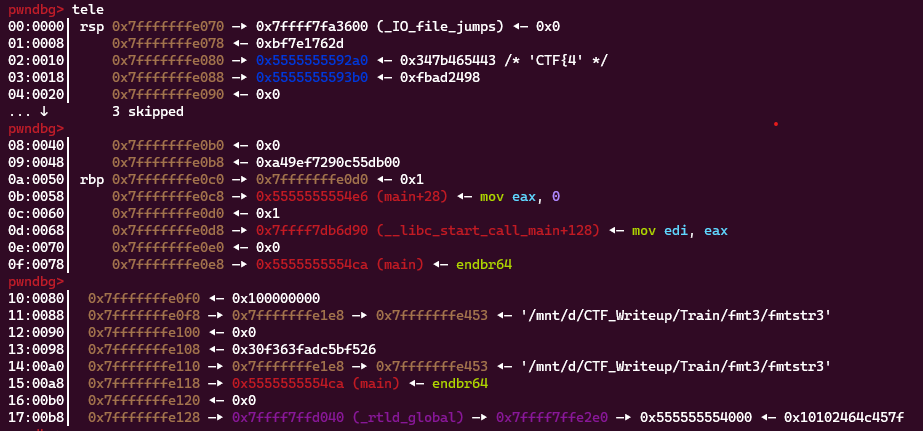 pwndbg> tele
00:0000│ rsp 0x7fffffffe070 —▸ 0x7ffff7fa3600 (_IO_file_jumps) ◂— 0x0
01:0008│     0x7fffffffe078 ◂— 0xbf7e1762d
02:0010│     0x7fffffffe080 —▸ 0x5555555592a0 ◂— 0x347b465443 /* 'CTF{4' */
03:0018│     0x7fffffffe088 —▸ 0x5555555593b0 ◂— 0xfbad2498
04:0020│     0x7fffffffe090 ◂— 0x0
... ↓        3 skipped
pwndbg>
08:0040│     0x7fffffffe0b0 ◂— 0x0
09:0048│     0x7fffffffe0b8 ◂— 0xa49ef7290c55db00
0a:0050│ rbp 0x7fffffffe0c0 —▸ 0x7fffffffe0d0 ◂— 0x1
0b:0058│     0x7fffffffe0c8 —▸ 0x5555555554e6 (main+28) ◂— mov eax, 0
0c:0060│     0x7fffffffe0d0 ◂— 0x1
0d:0068│     0x7fffffffe0d8 —▸ 0x7ffff7db6d90 (__libc_start_call_main+128) ◂— mov edi, eax
0e:0070│     0x7fffffffe0e0 ◂— 0x0
0f:0078│     0x7fffffffe0e8 —▸ 0x5555555554ca (main) ◂— endbr64
pwndbg>
10:0080│  0x7fffffffe0f0 ◂— 0x100000000
11:0088│  0x7fffffffe0f8 —▸ 0x7fffffffe1e8 —▸ 0x7fffffffe453 ◂— '/mnt/d/CTF_Writeup/Train/fmt3/fmtstr3'
12:0090│  0x7fffffffe100 ◂— 0x0
13:0098│  0x7fffffffe108 ◂— 0x30f363fadc5bf526
14:00a0│  0x7fffffffe110 —▸ 0x7fffffffe1e8 —▸ 0x7fffffffe453 ◂— '/mnt/d/CTF_Writeup/Train/fmt3/fmtstr3'
15:00a8│  0x7fffffffe118 —▸ 0x5555555554ca (main) ◂— endbr64
16:00b0│  0x7fffffffe120 ◂— 0x0
17:00b8│  0x7fffffffe128 —▸ 0x7ffff7ffd040 (_rtld_global) —▸ 0x7ffff7ffe2e0 —▸ 0x555555554000 ◂— 0x10102464c457f